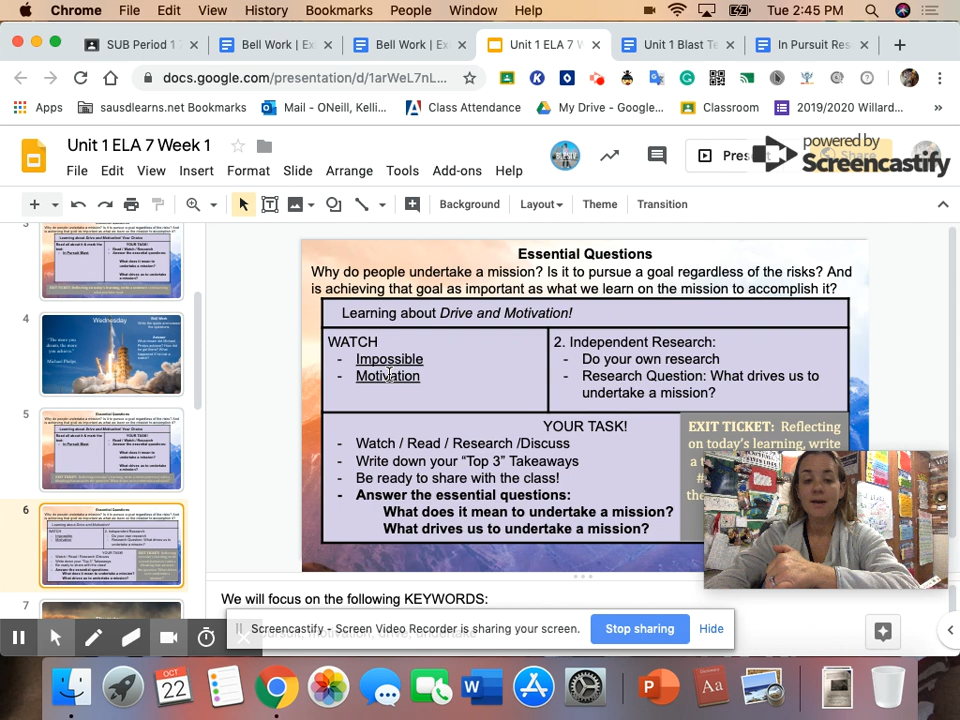 Chrome File Edit View History Bookmarks People Window Help Tue 2:45 PM
SUB Period 1 Bell Work | Ex Bell Work | Ex Unit 1 ELA 7 W Unit 1 Blast Te In Pursuit Res
docs.google.com/presentation/d/1arWeL7nL...
Apps sausdlearns.net Bookmarks Mail - ONeill, Kelli... Class Attendance My Drive - Google... Classroom 2019/2020 Willard...
Unit 1 ELA 7 Week 1
powered by
Screencastify
Share
File Edit View Insert Format Slide Arrange Tools Add-ons Help
Background Layout Theme Transition
Essential Questions
Why do people undertake a mission? Is it to pursue a goal regardless of the risks? And
is achieving that goal as important as what we learn on the mission to accomplish it?
Learning about Drive and Motivation!
WATCH
- Impossible
- Motivation
2. Independent Research:
- Do your own research
- Research Question: What drives us to
undertake a mission?
YOUR TASK!
- Watch / Read / Research /Discuss
- Write down your “Top 3” Takeaways
- Be ready to share with the class!
- Answer the essential questions:
What does it mean to undertake a mission?
What drives us to undertake a mission?
EXIT TICKET: Reflecting
on today's learning, write
4
Wednesday
Michael Phelps
5
6
7
We will focus on the following KEYWORDS:
Screencastify - Screen Video Recorder is sharing your screen.
Stop sharing
Hide
OCT
22